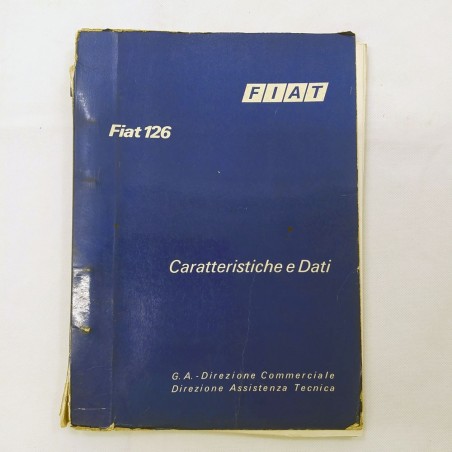 FIAT
Fiat 126
Caratteristiche e Dati
G.A.-Direzione Commerciale
Direzione Assistenza Tecnica